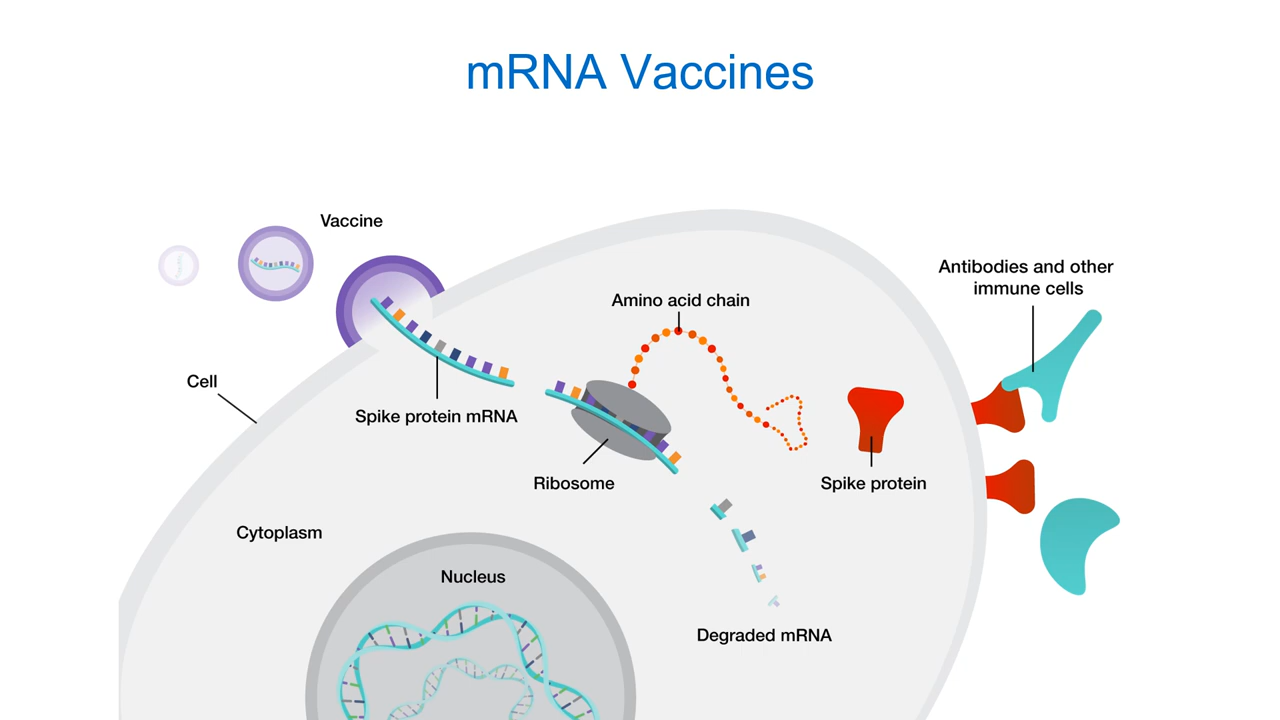 mRNA Vaccines
Vaccine
Antibodies and other
immune cells
Amino acid chain
Cell
Spike protein mRNA
Ribosome
Spike protein
Cytoplasm
Nucleus
Degraded mRNA